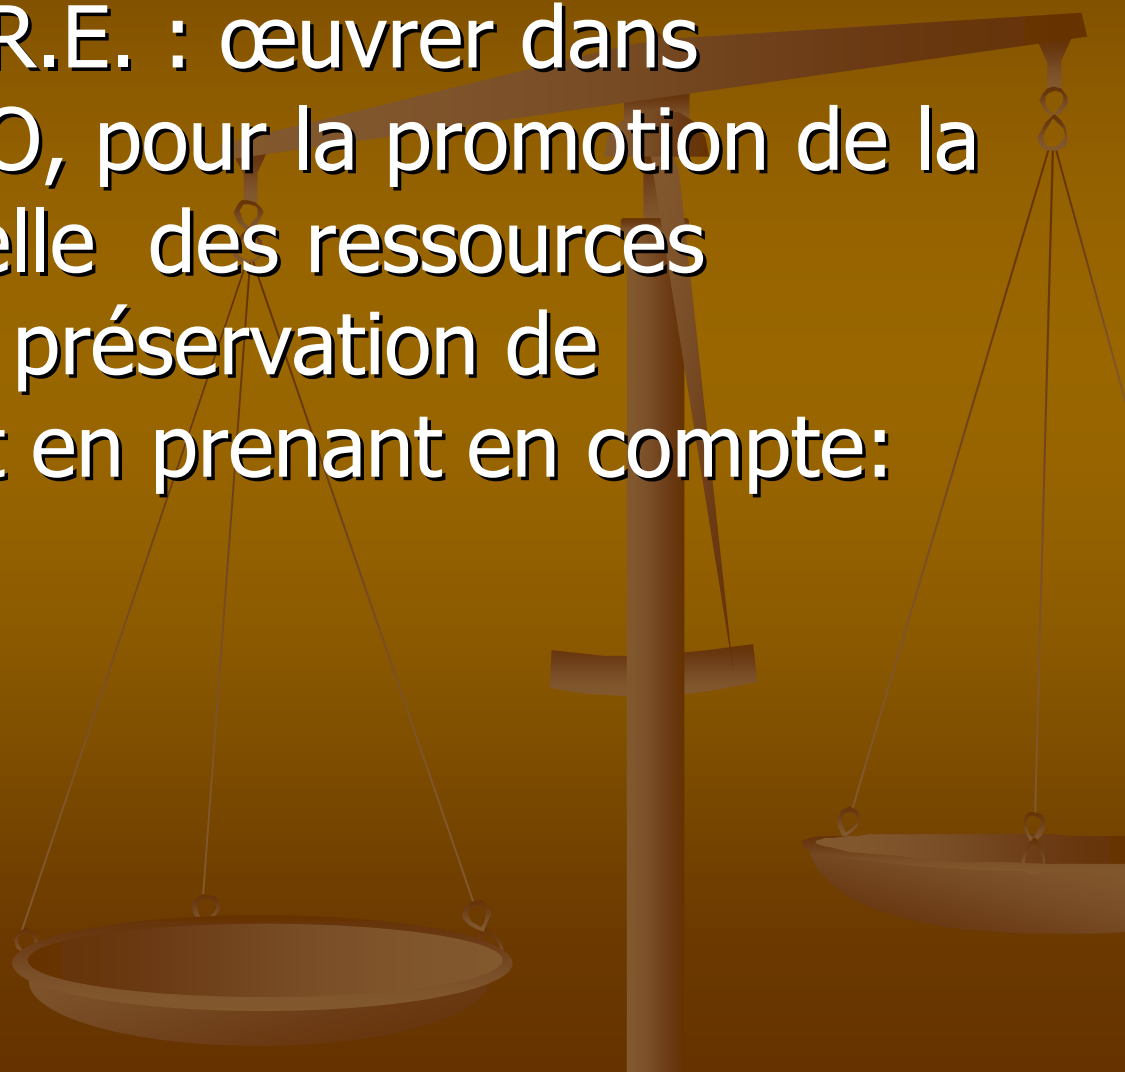 R.E. : œuvrer dans
O, pour la promotion de la
elle des ressources
préservation de
t en prenant en compte: